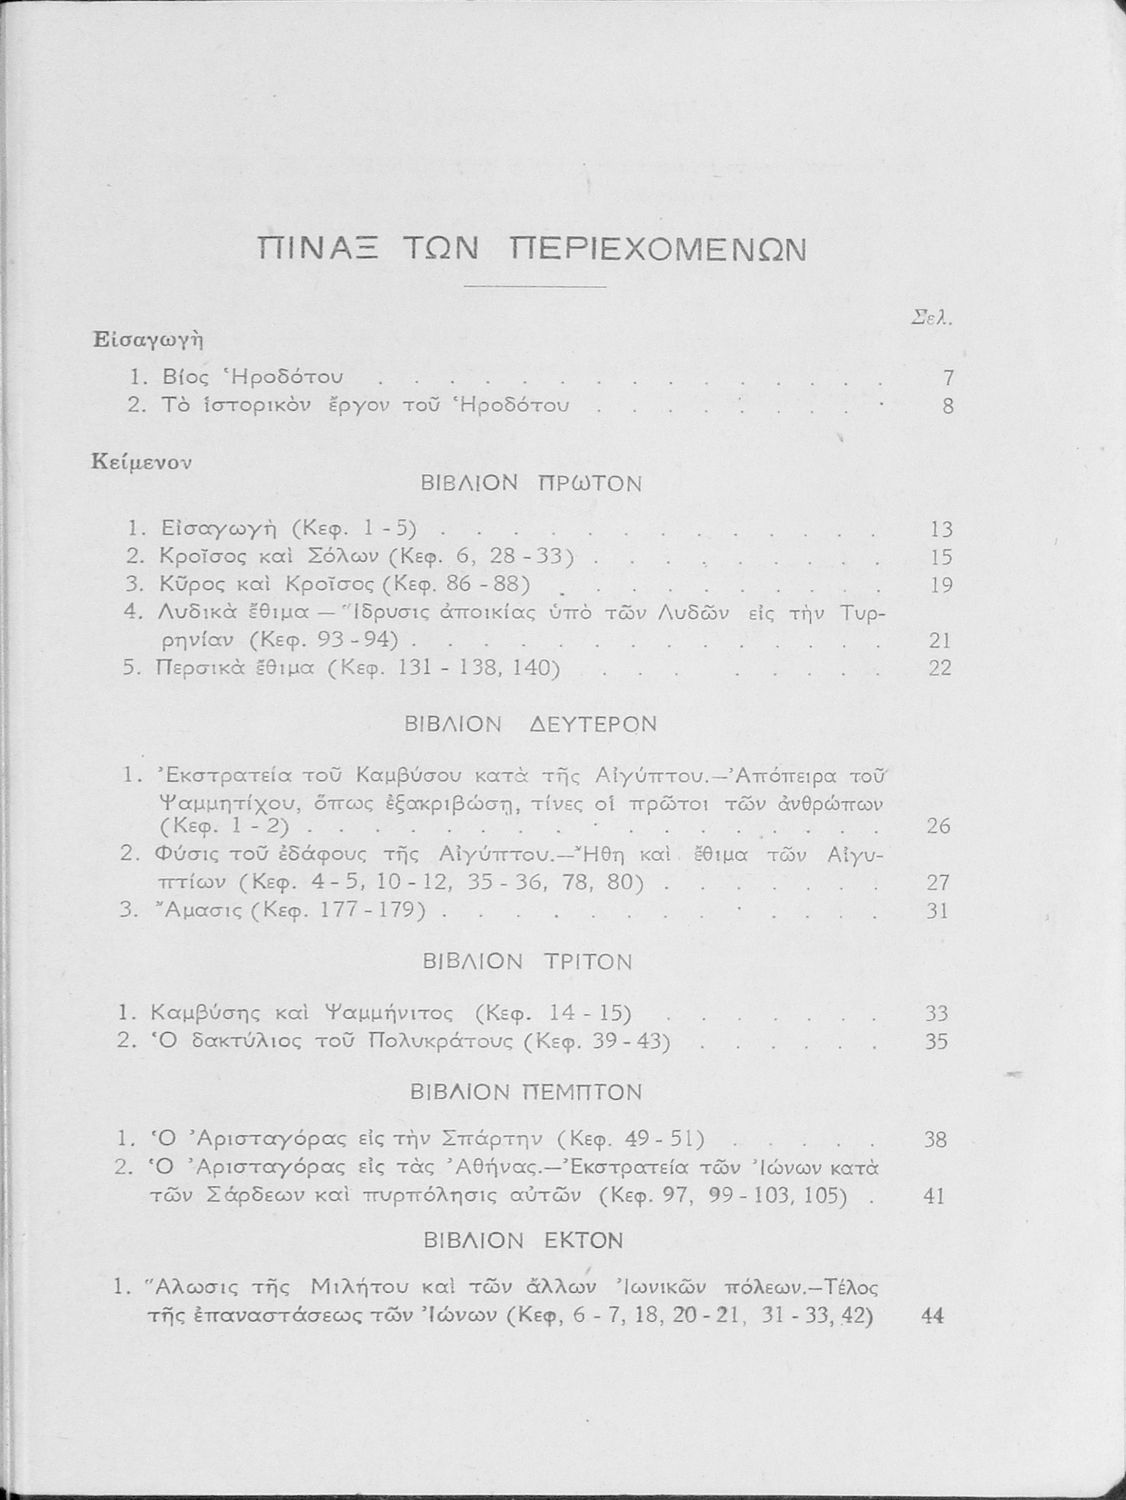 ΠΙΝΑΞ ΤΩΝ ΠΕΡΙΕΧΟΜΕΝΩΝ
Σελ.
Εἰσαγωγὴ
1. Βίος Ἡροδότου . . . . . . . . . . . . . 7
2. Τὸ ἱστορικὸν ἔργον τοῦ Ἡροδότου . . . . . . . . 8
Κείμενον
ΒΙΒΛΙΟΝ ΠΡΩΤΟΝ
1. Εἰσαγωγὴ (Κεφ. 1 - 5) . . . . . . . . . . . . 13
2. Κροῖσος καὶ Σόλων (Κεφ. 6, 28 - 33) . . . . . . . . 15
3. Κῦρος καὶ Κροῖσος (Κεφ. 86 - 88) . . . . . . . . . 19
4. Λυδικὰ ἔθιμα — Ἵδρυσις ἀποικίας ὑπὸ τῶν Λυδῶν εἰς τὴν Τυρ-
ρηνίαν (Κεφ. 93 - 94) . . . . . . . . . . . . . 21
5. Περσικὰ ἔθιμα (Κεφ. 131 - 138, 140) . . . . . . . . 22
ΒΙΒΛΙΟΝ ΔΕΥΤΕΡΟΝ
1. Ἐκστρατεία τοῦ Καμβύσου κατὰ τῆς Αἰγύπτου.—Ἀπόπειρα τοῦ
Ψαμμητίχου, ὅπως ἐξακριβώσῃ, τίνες οἱ πρῶτοι τῶν ἀνθρώπων
(Κεφ. 1 - 2) . . . . . . . . . . . . . . . . 26
2. Φύσις τοῦ ἐδάφους τῆς Αἰγύπτου.—Ἤθη καὶ ἔθιμα τῶν Αἰγυ-
πτίων (Κεφ. 4 - 5, 10 - 12, 35 - 36, 78, 80) . . . . . . . 27
3. Ἄμασις (Κεφ. 177 - 179) . . . . . . . . . . . . 31
ΒΙΒΛΙΟΝ ΤΡΙΤΟΝ
1. Καμβύσης καὶ Ψαμμήνιτος (Κεφ. 14 - 15) . . . . . . . 33
2. Ὁ δακτύλιος τοῦ Πολυκράτους (Κεφ. 39 - 43) . . . . . . 35
ΒΙΒΛΙΟΝ ΠΕΜΠΤΟΝ
1. Ὁ Ἀρισταγόρας εἰς τὴν Σπάρτην (Κεφ. 49 - 51) . . . . . 38
2. Ὁ Ἀρισταγόρας εἰς τὰς Ἀθήνας.—Ἐκστρατεία τῶν Ἰώνων κατὰ
τῶν Σάρδεων καὶ πυρπόλησις αὐτῶν (Κεφ. 97, 99 - 103, 105) . 41
ΒΙΒΛΙΟΝ ΕΚΤΟΝ
1. Ἅλωσις τῆς Μιλήτου καὶ τῶν ἄλλων Ἰωνικῶν πόλεων.—Τέλος
τῆς ἐπαναστάσεως τῶν Ἰώνων (Κεφ, 6 - 7, 18, 20 - 21, 31 - 33, 42) 44